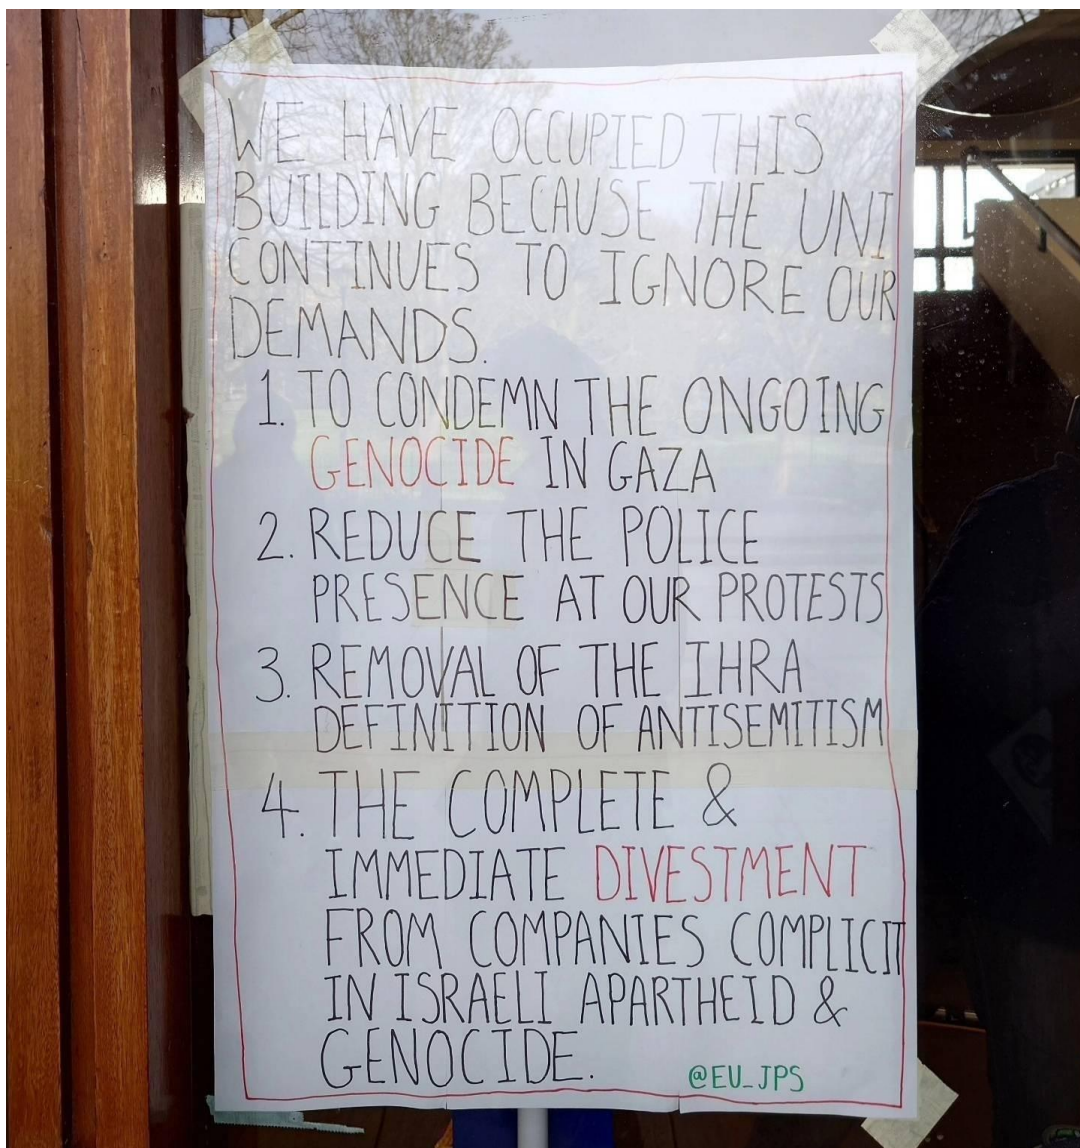 WE HAVE OCCUPIED THIS
BUILDING BECAUSE THE UNI
CONTINUES TO IGNORE OUR
DEMANDS.
1. TO CONDEMN THE ONGOING
GENOCIDE IN GAZA
2. REDUCE THE POLICE
PRESENCE AT OUR PROTESTS
3. REMOVAL OF THE IHRA
DEFINITION OF ANTISEMITISM
4. THE COMPLETE &
IMMEDIATE DIVESTMENT
FROM COMPANIES COMPLICIT
IN ISRAELI APARTHEID &
GENOCIDE.
@EU_JPS